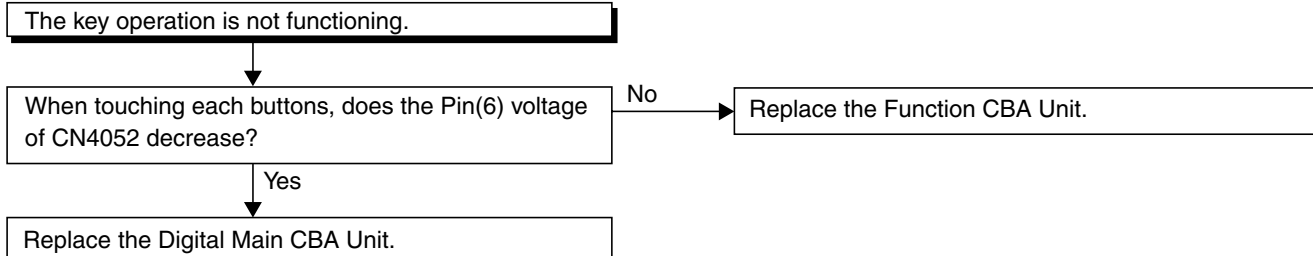 The key operation is not functioning.
When touching each buttons, does the Pin(6) voltage
of CN4052 decrease?
No
Replace the Function CBA Unit.
Yes
Replace the Digital Main CBA Unit.